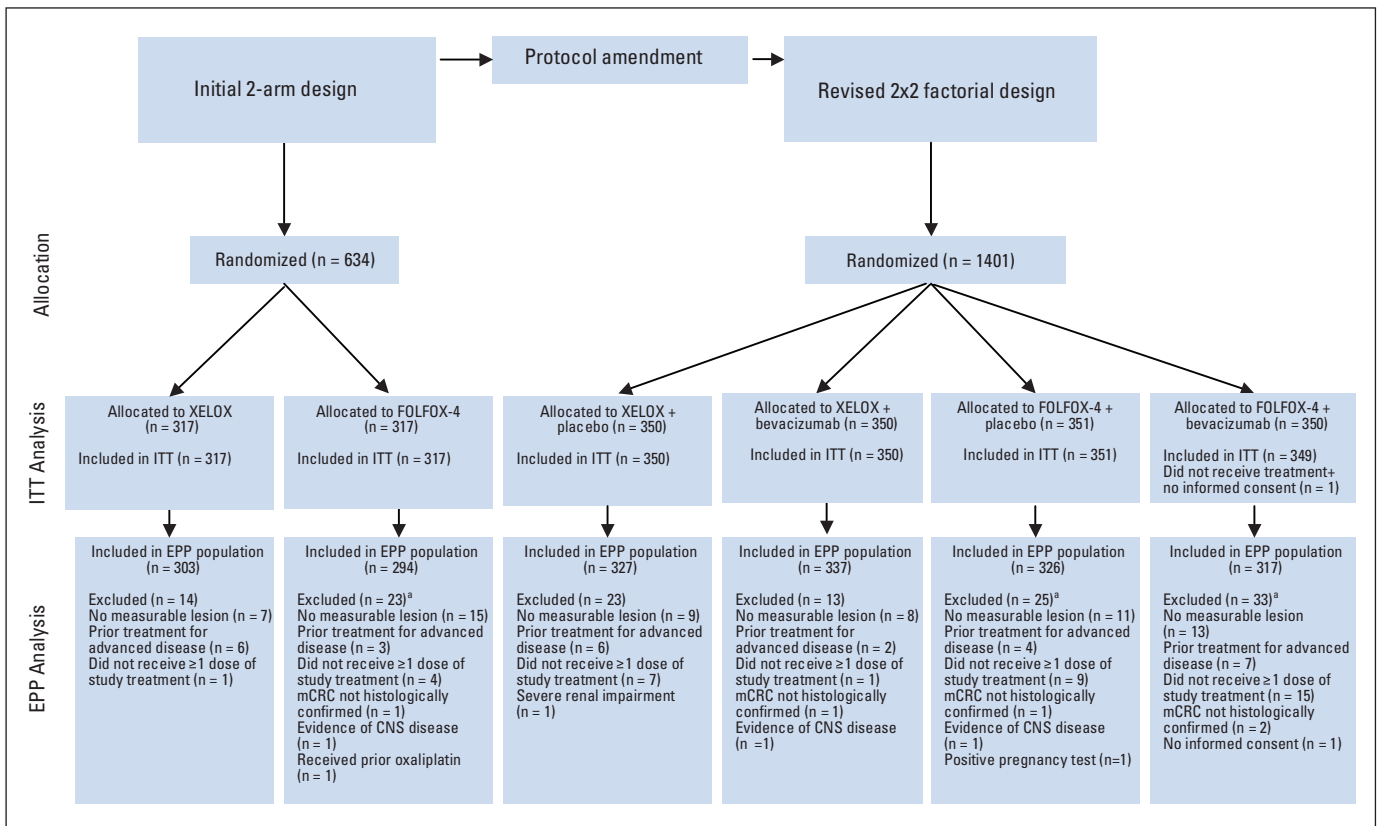 Initial 2-arm design
Protocol amendment
Revised 2x2 factorial design
Allocation
Randomized (n = 634)
Randomized (n = 1401)
ITT Analysis
Allocated to XELOX
(n = 317)
Included in ITT (n = 317)
Allocated to FOLFOX-4
(n = 317)
Included in ITT (n = 317)
Allocated to XELOX +
placebo (n = 350)
Included in ITT (n = 350)
Allocated to XELOX +
bevacizumab (n = 350)
Included in ITT (n = 350)
Allocated to FOLFOX-4 +
placebo (n = 351)
Included in ITT (n = 351)
Allocated to FOLFOX-4 +
bevacizumab (n = 350)
Included in ITT (n = 349)
Did not receive treatment+
no informed consent (n = 1)
EPP Analysis
Included in EPP population
(n = 303)
Excluded (n = 14)
No measurable lesion (n = 7)
Prior treatment for
advanced disease (n = 6)
Did not receive ≥1 dose of
study treatment (n = 1)
Included in EPP population
(n = 294)
Excluded (n = 23)ª
No measurable lesion (n = 15)
Prior treatment for advanced
disease (n = 3)
Did not receive ≥1 dose of
study treatment (n = 4)
mCRC not histologically
confirmed (n = 1)
Evidence of CNS disease
(n = 1)
Received prior oxaliplatin
(n = 1)
Included in EPP population
(n = 327)
Excluded (n = 23)
No measurable lesion (n = 9)
Prior treatment for advanced
disease (n = 6)
Did not receive ≥1 dose of
study treatment (n = 7)
Severe renal impairment
(n = 1)
Included in EPP population
(n = 337)
Excluded (n = 13)
No measurable lesion (n = 8)
Prior treatment for
advanced disease (n = 2)
Did not receive ≥1 dose of
study treatment (n = 1)
mCRC not histologically
confirmed (n = 1)
Evidence of CNS disease
(n =1)
Included in EPP population
(n = 326)
Excluded (n = 25)ª
No measurable lesion (n = 11)
Prior treatment for advanced
disease (n = 4)
Did not receive ≥1 dose of
study treatment (n = 9)
mCRC not histologically
confirmed (n = 1)
Evidence of CNS disease
(n = 1)
Positive pregnancy test (n=1)
Included in EPP population
(n = 317)
Excluded (n = 33)ª
No measurable lesion
(n = 13)
Prior treatment for advanced
disease (n = 7)
Did not receive ≥1 dose of
study treatment (n = 15)
mCRC not histologically
confirmed (n = 2)
No informed consent (n = 1)